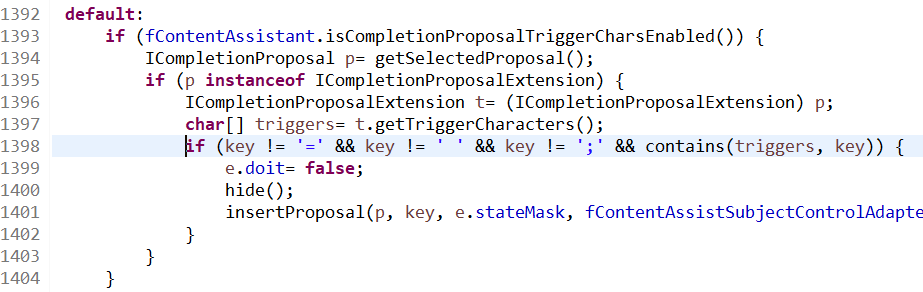 1392 default:
1393 if (fContentAssistant.isCompletionProposalTriggerCharsEnabled()) {
1394 ICompletionProposal p= getSelectedProposal();
1395 if (p instanceof ICompletionProposalExtension) {
1396 ICompletionProposalExtension t= (ICompletionProposalExtension) p;
1397 char[] triggers= t.getTriggerCharacters();
1398 if (key != '=' && key != ' ' && key != ';' && contains(triggers, key)) {
1399 e.doit= false;
1400 hide();
1401 insertProposal(p, key, e.stateMask, fContentAssistSubjectControlAdapte
1402 }
1403 }
1404 }